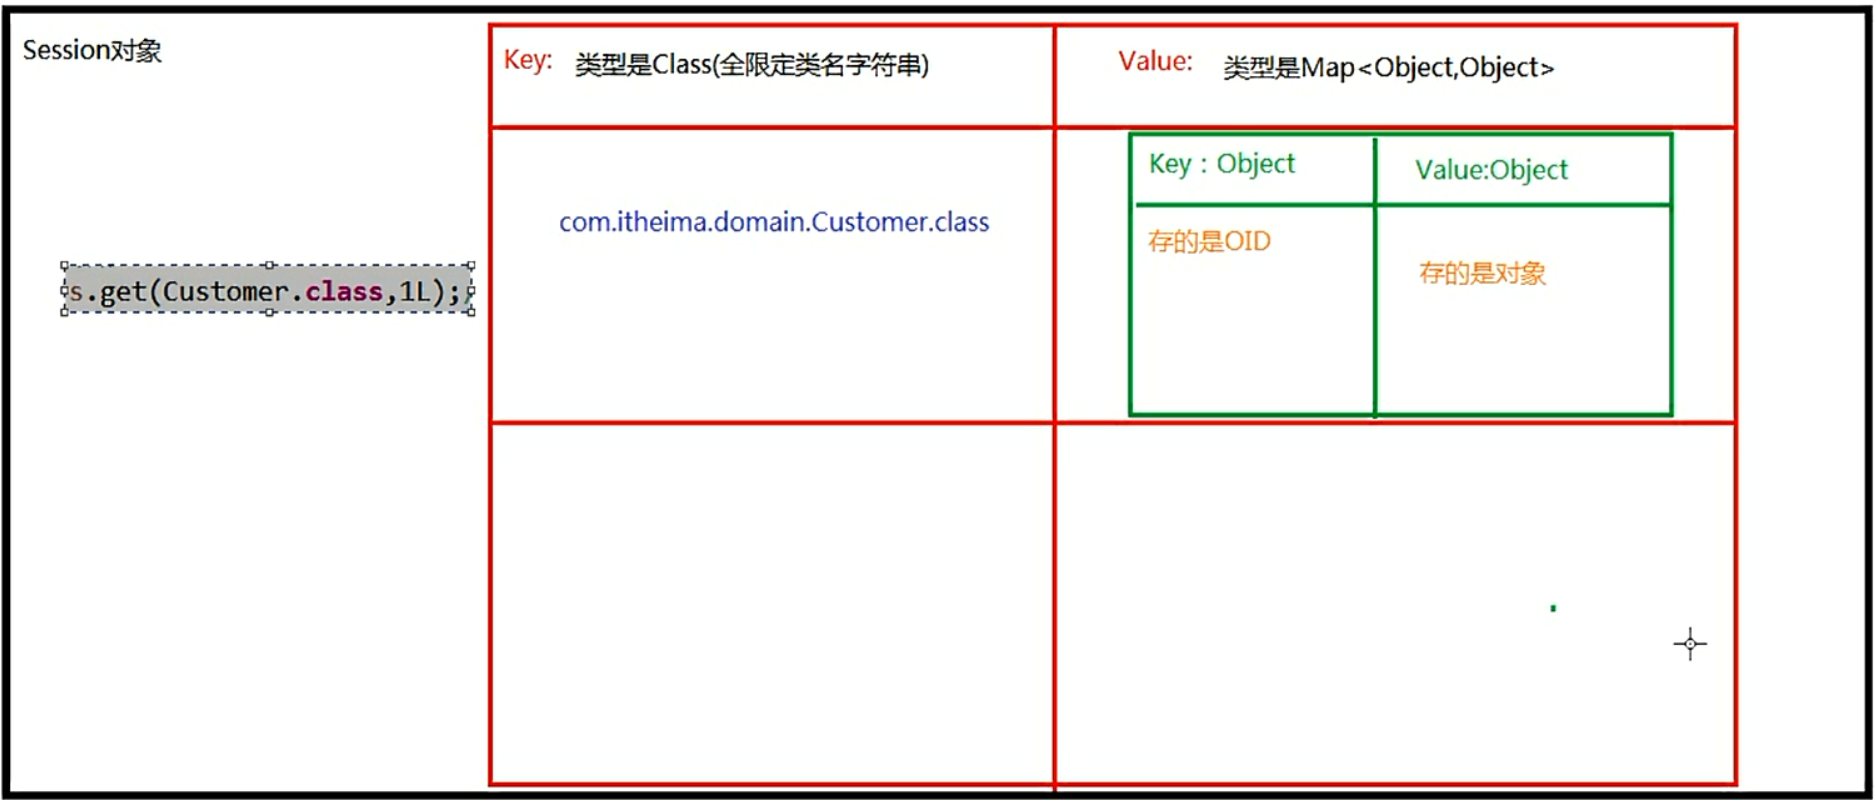 Session对象
Key: 类型是Class(全限定类名字符串)
Value: 类型是Map<Object,Object>
Key : Object
Value:Object
com.itheima.domain.Customer.class
存的是OID
存的是对象
s.get(Customer.class,1L);